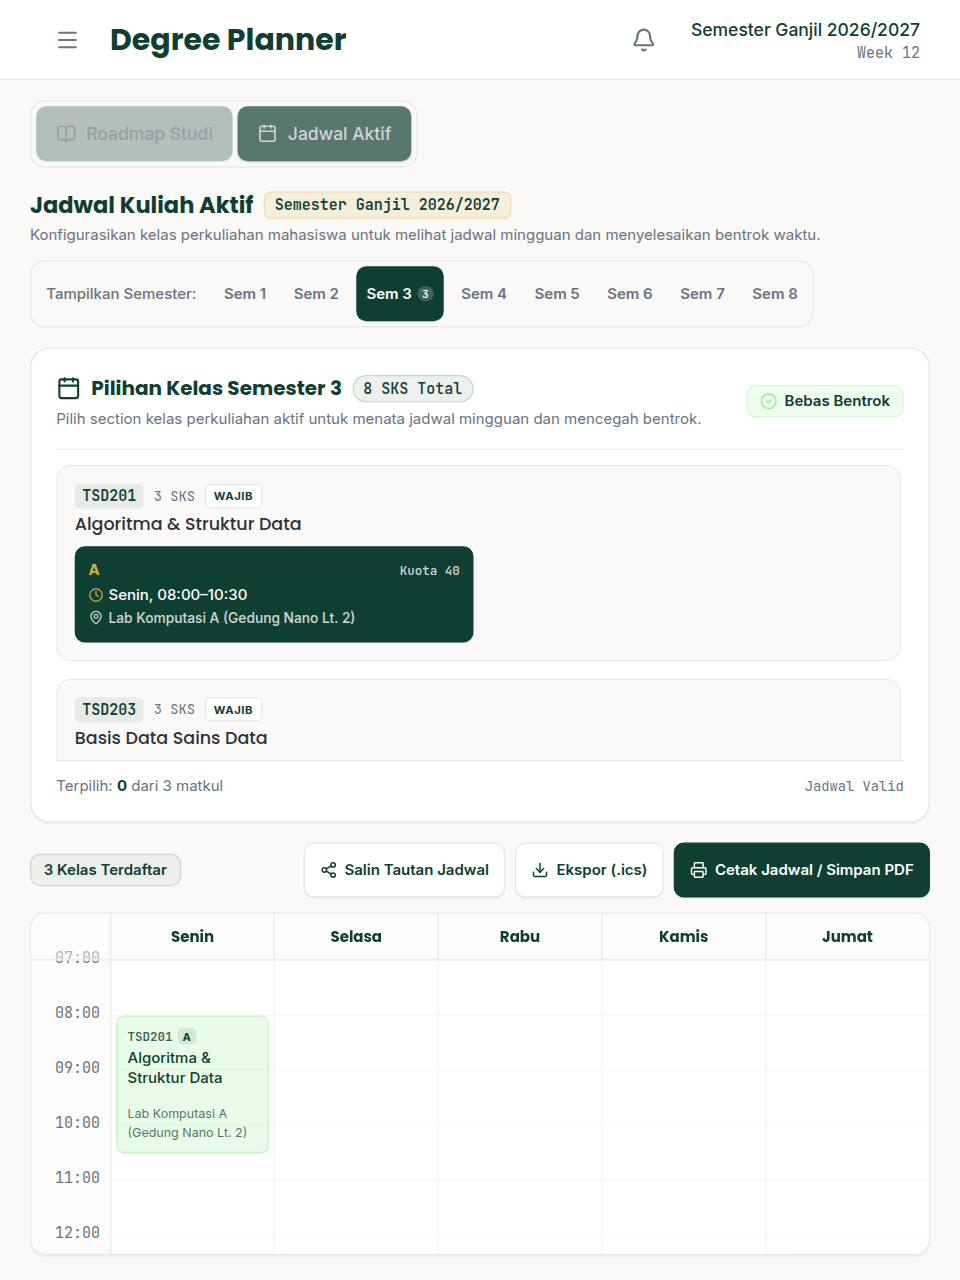 Degree Planner
Semester Ganjil 2026/2027
Week 12
Roadmap Studi
Jadwal Aktif
Jadwal Kuliah Aktif
Semester Ganjil 2026/2027
Konfigurasikan kelas perkuliahan mahasiswa untuk melihat jadwal mingguan dan menyelesaikan bentrok waktu.
Tampilkan Semester: Sem 1 Sem 2 Sem 3 3 Sem 4 Sem 5 Sem 6 Sem 7 Sem 8
Pilihan Kelas Semester 3
8 SKS Total
Pilih section kelas perkuliahan aktif untuk menata jadwal mingguan dan mencegah bentrok.
Bebas Bentrok
TSD201 3 SKS WAJIB
Algoritma & Struktur Data
A Kuota 40
Senin, 08:00–10:30
Lab Komputasi A (Gedung Nano Lt. 2)
TSD203 3 SKS WAJIB
Basis Data Sains Data
Terpilih: 0 dari 3 matkul
Jadwal Valid
3 Kelas Terdaftar
Salin Tautan Jadwal
Ekspor (.ics)
Cetak Jadwal / Simpan PDF
Senin Selasa Rabu Kamis Jumat
07:00
08:00
TSD201 A
Algoritma &
Struktur Data
Lab Komputasi A
(Gedung Nano Lt. 2)
09:00
10:00
11:00
12:00